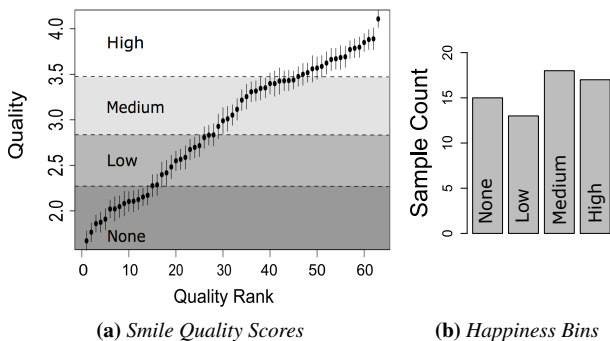 Quality
4.0
3.5
3.0
2.5
2.0
High
Medium
Low
None
0 10 20 30 40 50 60
Quality Rank
(a) Smile Quality Scores
Sample Count
20
15
10
5
0
None
Low
Medium
High
(b) Happiness Bins